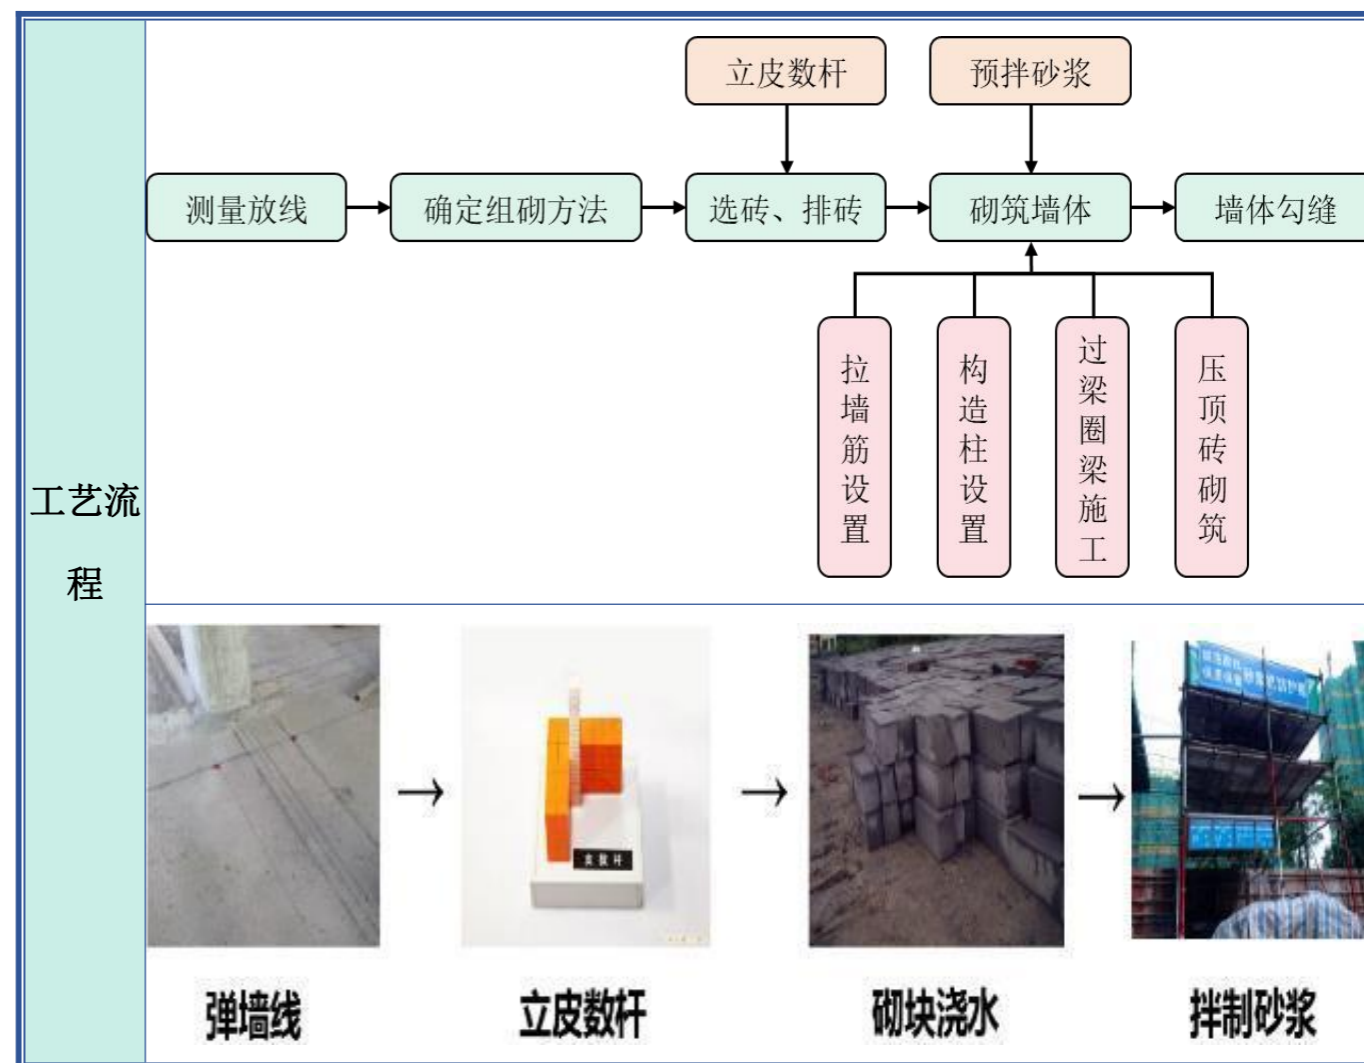 立皮数杆
预拌砂浆
测量放线
确定组砌方法
选砖、排砖
砌筑墙体
墙体勾缝
拉墙筋设置
构造柱设置
过梁圈梁施工
压顶砖砌筑
工艺流
程
皮数杆
弹墙线
立皮数杆
砌块浇水
拌制砂浆